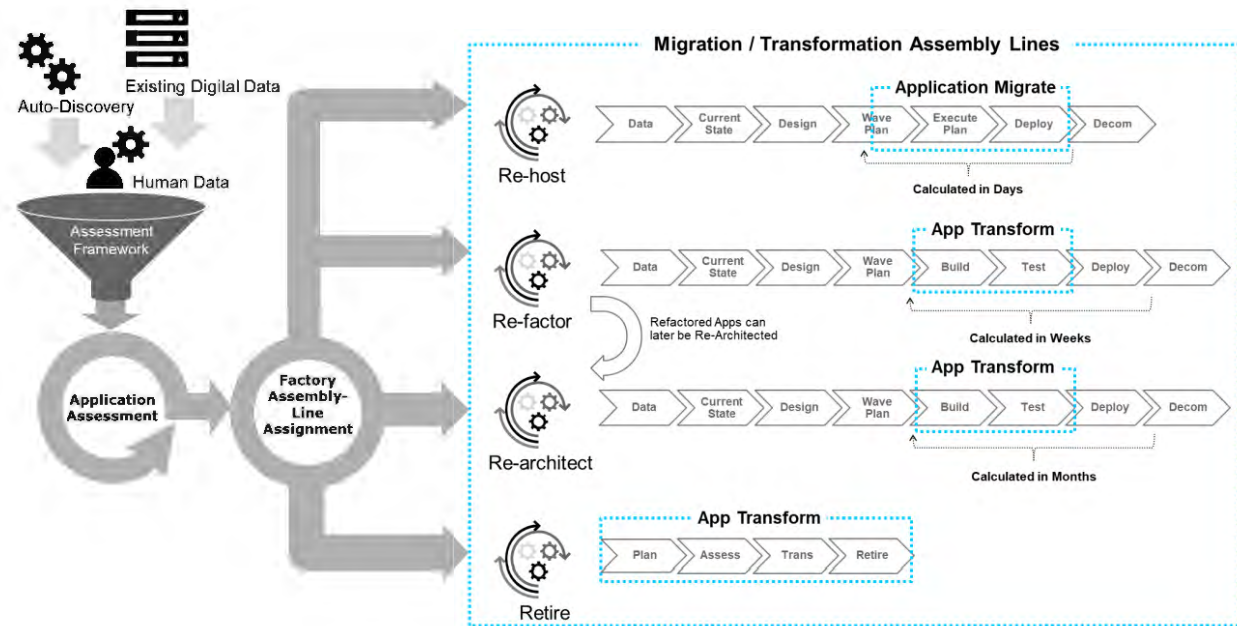 Existing Digital Data
Auto-Discovery
Human Data
Assessment
Framework
Application
Assessment
Factory
Assembly-
Line
Assignment
Migration / Transformation Assembly Lines
Re-host
Application Migrate
Data
Current
State
Design
Wave
Plan
Execute
Plan
Deploy
Decom
Calculated in Days
Re-factor
App Transform
Data
Current
State
Design
Wave
Plan
Build
Test
Deploy
Decom
Calculated in Weeks
Refactored Apps can
later be Re-Architected
Re-architect
App Transform
Data
Current
State
Design
Wave
Plan
Build
Test
Deploy
Decom
Calculated in Months
Retire
App Transform
Plan
Assess
Trans
Retire